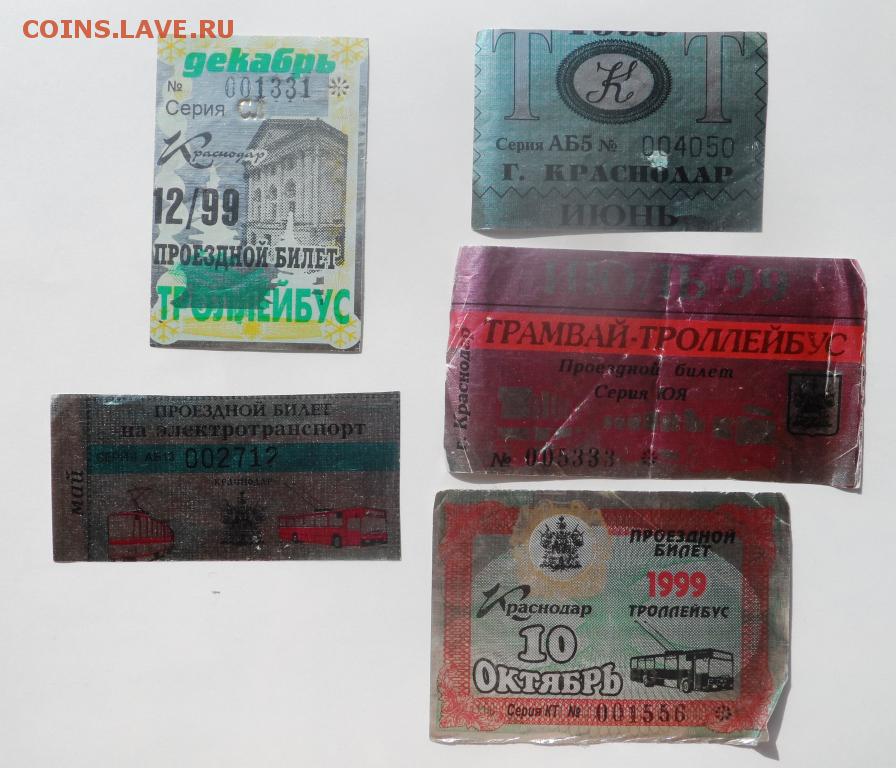 COINS.LAVE.RU
декабрь
№ 001331 *
Серия
Краснодар
12/99
ПРОЕЗДНОЙ БИЛЕТ
ТРОЛЛЕЙБУС
Т К Т
Серия АБ5 № 004050
Г. КРАСНОДАР
ИЮНЬ
ИЮЛЬ 99
ТРАМВАЙ-ТРОЛЛЕЙБУС
г. Краснодар
Проездной билет
Серия ЮЯ
№ 005333 *
ПРОЕЗДНОЙ БИЛЕТ
на электротранспорт
002712
КРАСНОДАР
май
ПРОЕЗДНОЙ
БИЛЕТ
1999
Краснодар
ТРОЛЛЕЙБУС
10
ОКТЯБРЬ
Серия КТ № 001556 *